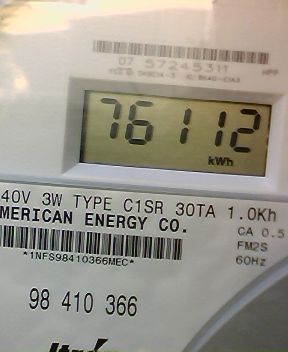 07 57245311
76112
kWh
40V 3W TYPE C1SR 30TA 1.0Kh
MERICAN ENERGY CO.
CA 0.5
FM2S
60Hz
*1NFS98410366MEC*
98 410 366